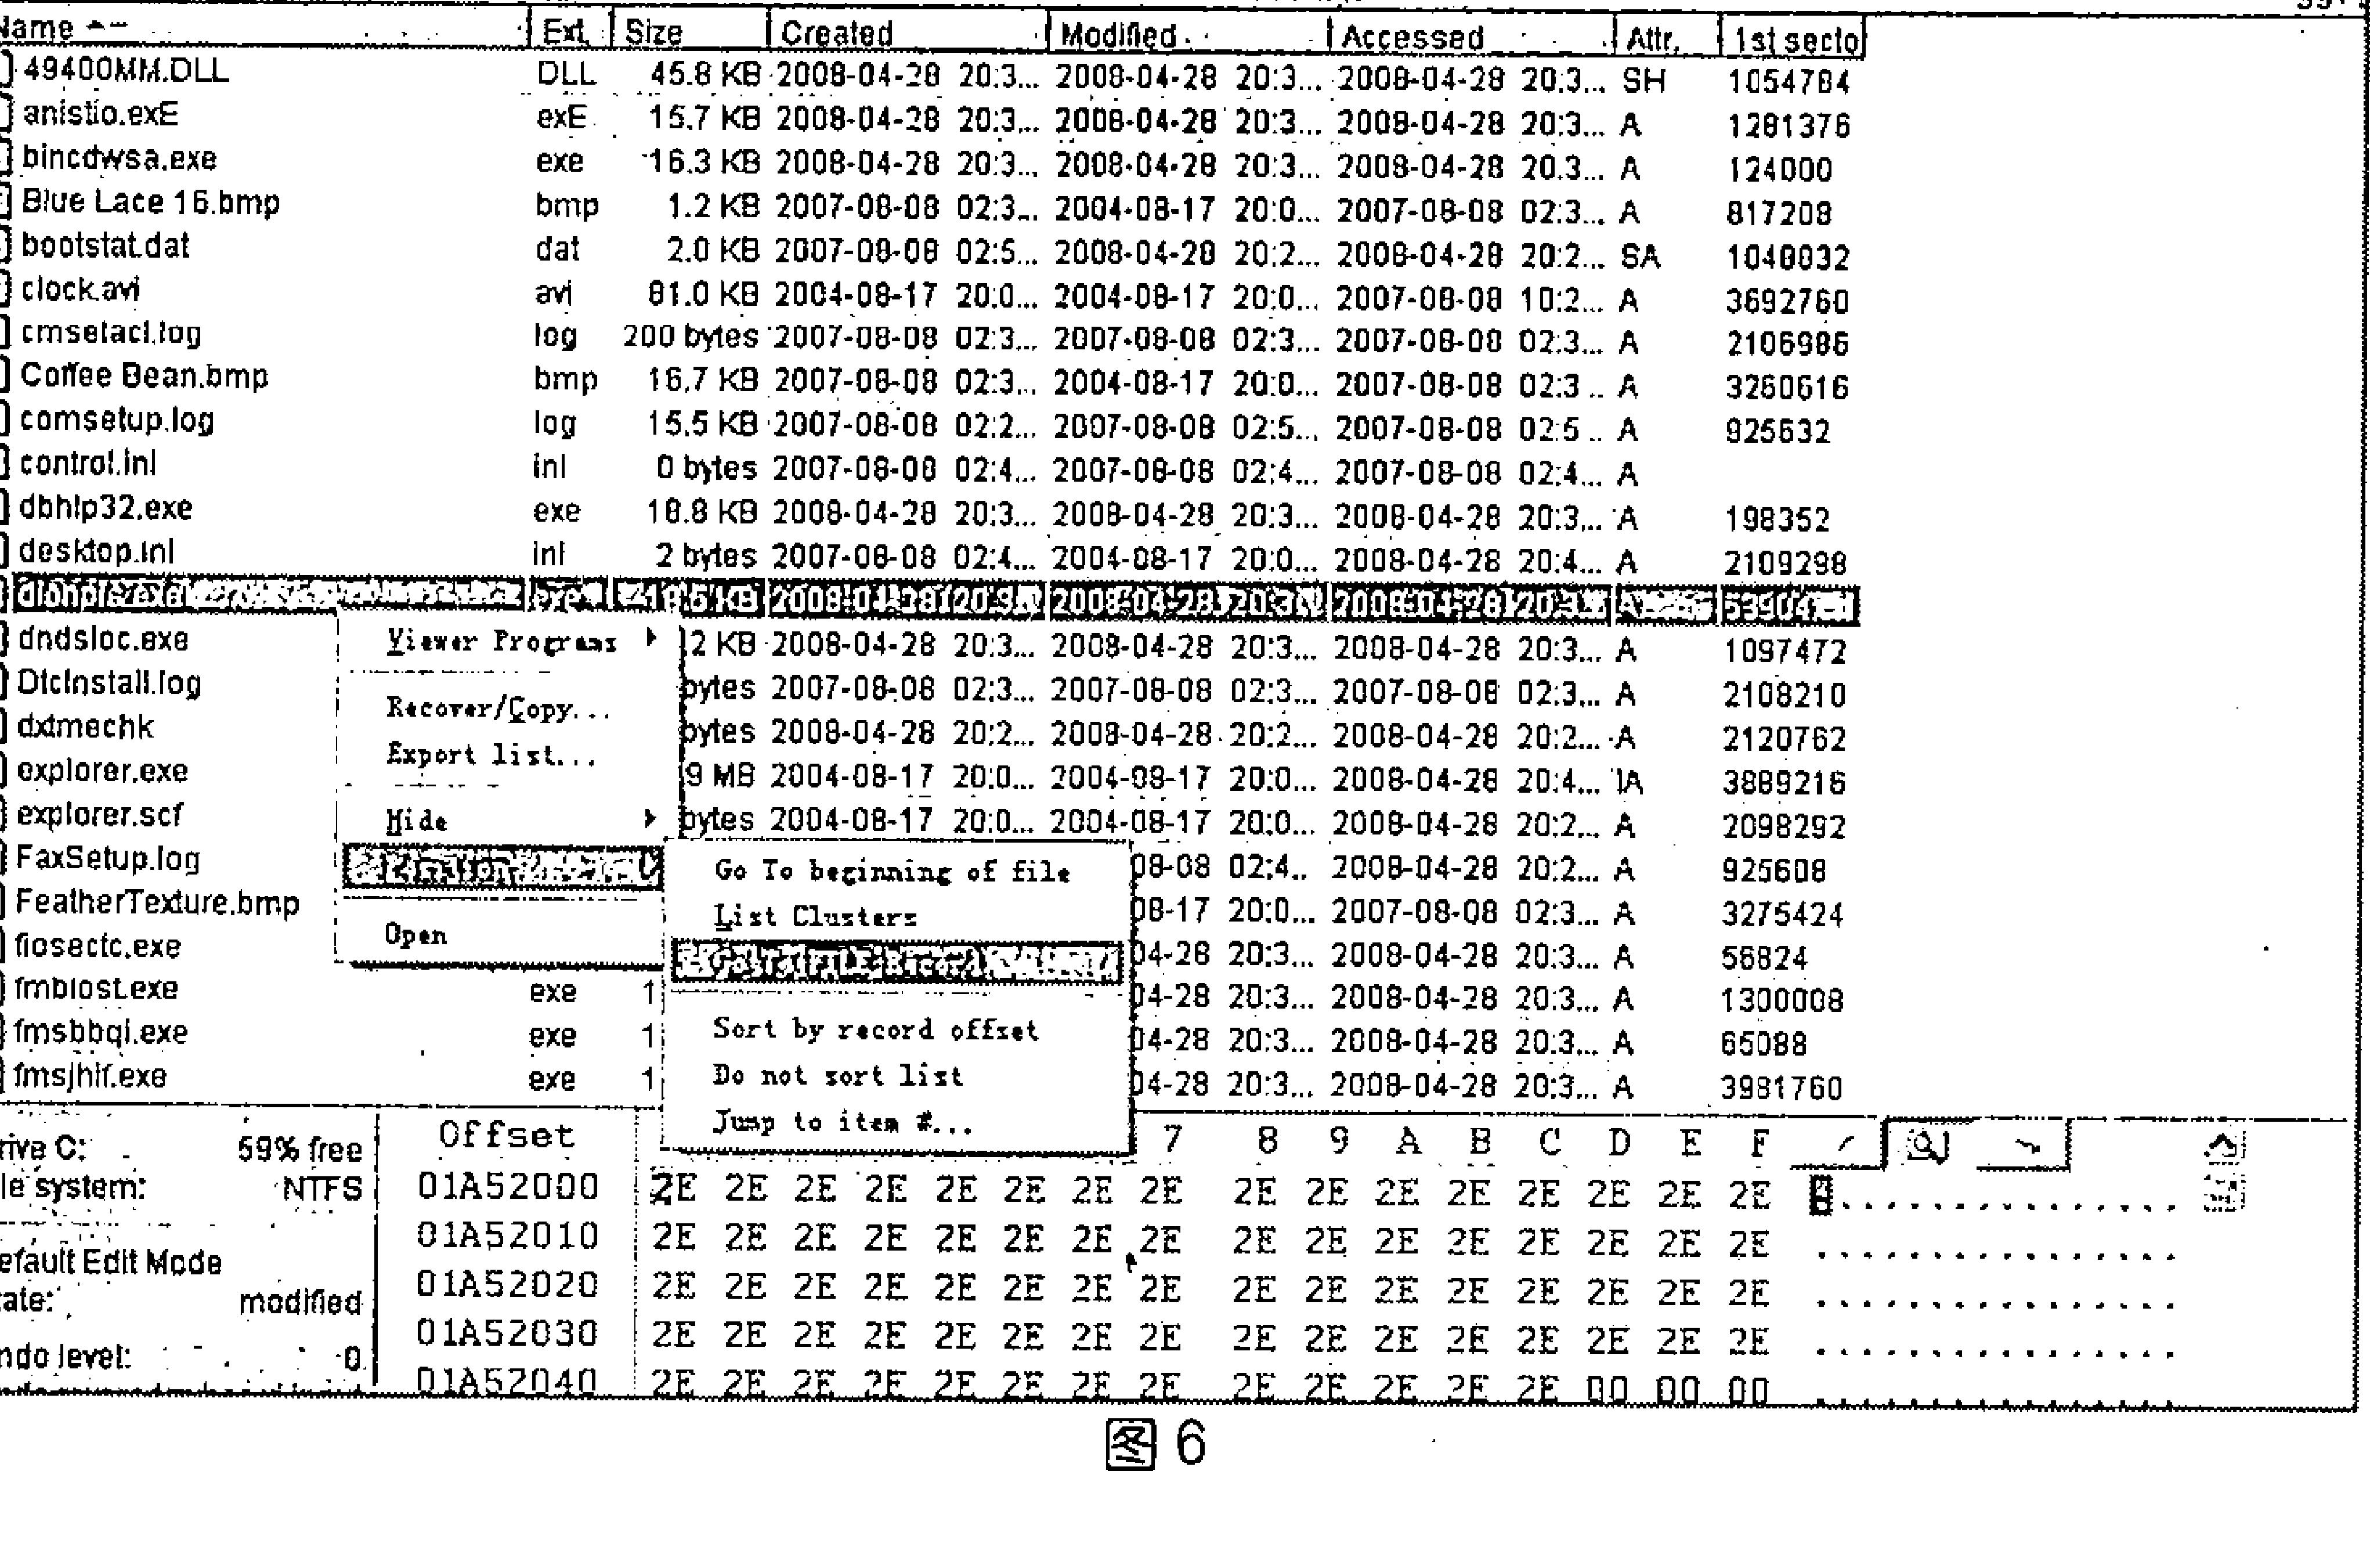 Name Ext. Size Created Modified Accessed Attr. 1st secto
49400MM.DLL DLL 45.8 KB 2008-04-28 20:3... 2008-04-28 20:3... 2008-04-28 20:3... SH 1054784
anistio.exE exE 15.7 KB 2008-04-28 20:3... 2008-04-28 20:3... 2008-04-28 20:3... A 1281376
bincdwsa.exe exe 16.3 KB 2008-04-28 20:3... 2008-04-28 20:3... 2008-04-28 20:3... A 124000
Blue Lace 16.bmp bmp 1.2 KB 2007-08-08 02:3... 2004-08-17 20:0... 2007-08-08 02:3... A 817208
bootstat.dat dat 2.0 KB 2007-08-08 02:5... 2008-04-28 20:2... 2008-04-28 20:2... SA 1048832
clock.avi avi 81.0 KB 2004-08-17 20:0... 2004-08-17 20:0... 2007-08-08 10:2... A 3692760
cmsetacl.log log 200 bytes 2007-08-08 02:3... 2007-08-08 02:3... 2007-08-08 02:3... A 2106986
Coffee Bean.bmp bmp 16.7 KB 2007-08-08 02:3... 2004-08-17 20:0... 2007-08-08 02:3... A 3260616
comsetup.log log 15.5 KB 2007-08-08 02:2... 2007-08-08 02:5... 2007-08-08 02:5... A 925632
control.ini ini 0 bytes 2007-08-08 02:4... 2007-08-08 02:4... 2007-08-08 02:4... A
dbhlp32.exe exe 18.8 KB 2008-04-28 20:3... 2008-04-28 20:3... 2008-04-28 20:3... A 198352
desktop.ini ini 2 bytes 2007-08-08 02:4... 2004-08-17 20:0... 2008-04-28 20:4... A 2109298
2008-04-28 2008-04-28 2008-04-28
dndsloc.exe 2 KB 2008-04-28 20:3... 2008-04-28 20:3... 2008-04-28 20:3... A 1097472
DtcInstall.log bytes 2007-08-08 02:3... 2007-08-08 02:3... 2007-08-08 02:3... A 2108210
dxtmechk bytes 2008-04-28 20:2... 2008-04-28 20:2... 2008-04-28 20:2... A 2120762
explorer.exe 9 MB 2004-08-17 20:0... 2004-08-17 20:0... 2008-04-28 20:4... IA 3889216
explorer.scf bytes 2004-08-17 20:0... 2004-08-17 20:0... 2008-04-28 20:2... A 2098292
FaxSetup.log 08-08 02:4.. 2008-04-28 20:2... A 925608
FeatherTexture.bmp 08-17 20:0... 2007-08-08 02:3... A 3275424
fiosectc.exe 04-28 20:3... 2008-04-28 20:3... A 56824
fmbiost.exe exe 1 04-28 20:3... 2008-04-28 20:3... A 1300008
fmsbbqi.exe exe 1 04-28 20:3... 2008-04-28 20:3... A 65088
fmsjhif.exe exe 1 04-28 20:3... 2008-04-28 20:3... A 3981760
Viewer Programs
Recover/Copy...
Export list...
Hide
Open
Go To beginning of file
List Clusters
Sort by record offset
Do not sort list
Jump to item #...
rive C: 59% free
le system: NTFS
efault Edit Mode
ate: modified
ndo level: 0
Offset 7 8 9 A B C D E F
01A52000 2E 2E 2E 2E 2E 2E 2E 2E 2E 2E 2E 2E 2E 2E 2E 2E ................
01A52010 2E 2E 2E 2E 2E 2E 2E 2E 2E 2E 2E 2E 2E 2E 2E 2E ................
01A52020 2E 2E 2E 2E 2E 2E 2E 2E 2E 2E 2E 2E 2E 2E 2E 2E ................
01A52030 2E 2E 2E 2E 2E 2E 2E 2E 2E 2E 2E 2E 2E 2E 2E 2E ................
01A52040 2E 2E 2E 2E 2E 2E 2E 2E 2E 2E 2E 2E 2E 00 00 00 ................
图 6